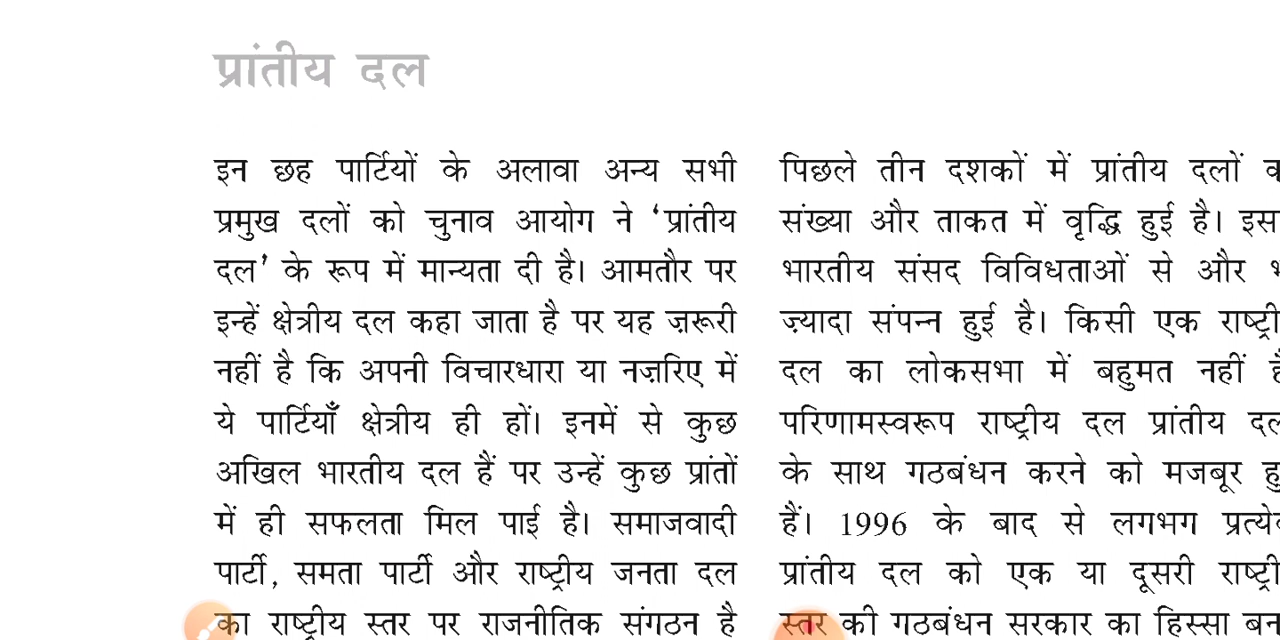 प्रांतीय दल
इन छह पार्टियों के अलावा अन्य सभी
प्रमुख दलों को चुनाव आयोग ने ‘प्रांतीय
दल’ के रूप में मान्यता दी है। आमतौर पर
इन्हें क्षेत्रीय दल कहा जाता है पर यह ज़रूरी
नहीं है कि अपनी विचारधारा या नज़रिए में
ये पार्टियाँ क्षेत्रीय ही हों। इनमें से कुछ
अखिल भारतीय दल हैं पर उन्हें कुछ प्रांतों
में ही सफलता मिल पाई है। समाजवादी
पार्टी, समता पार्टी और राष्ट्रीय जनता दल
का राष्ट्रीय स्तर पर राजनीतिक संगठन है
पिछले तीन दशकों में प्रांतीय दलों
संख्या और ताकत में वृद्धि हुई है। इस
भारतीय संसद विविधताओं से और
ज़्यादा संपन्न हुई है। किसी एक
दल का लोकसभा में बहुमत नहीं
परिणामस्वरूप राष्ट्रीय दल प्रांतीय
के साथ गठबंधन करने को मजबूर
हैं। 1996 के बाद से लगभग
प्रांतीय दल को एक या दूसरी
स्तर की गठबंधन सरकार का हिस्सा